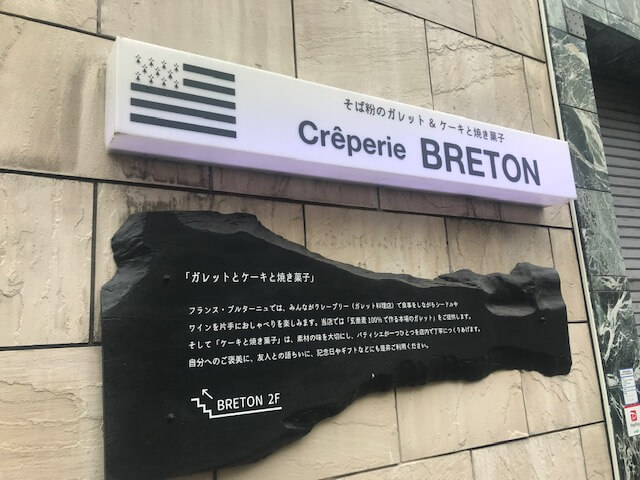 そば粉のガレット & ケーキと焼き菓子
Crêperie BRETON
「ガレットとケーキと焼き菓子」
フランス・ブルターニュでは、みんながクレープリー（ガレット料理店）で食事をしながらシードルや
ワインを片手におしゃべりを楽しみます。当店では「玄蕎麦100%で作る本場のガレット」をご提供します。
そして「ケーキと焼き菓子」は、素材の味を大切にし、パティシエが一つひとつを店内で丁寧につくりあげます。
自分へのご褒美に、友人との語らいに、記念日やギフトなどにも是非ご利用ください。
BRETON 2F